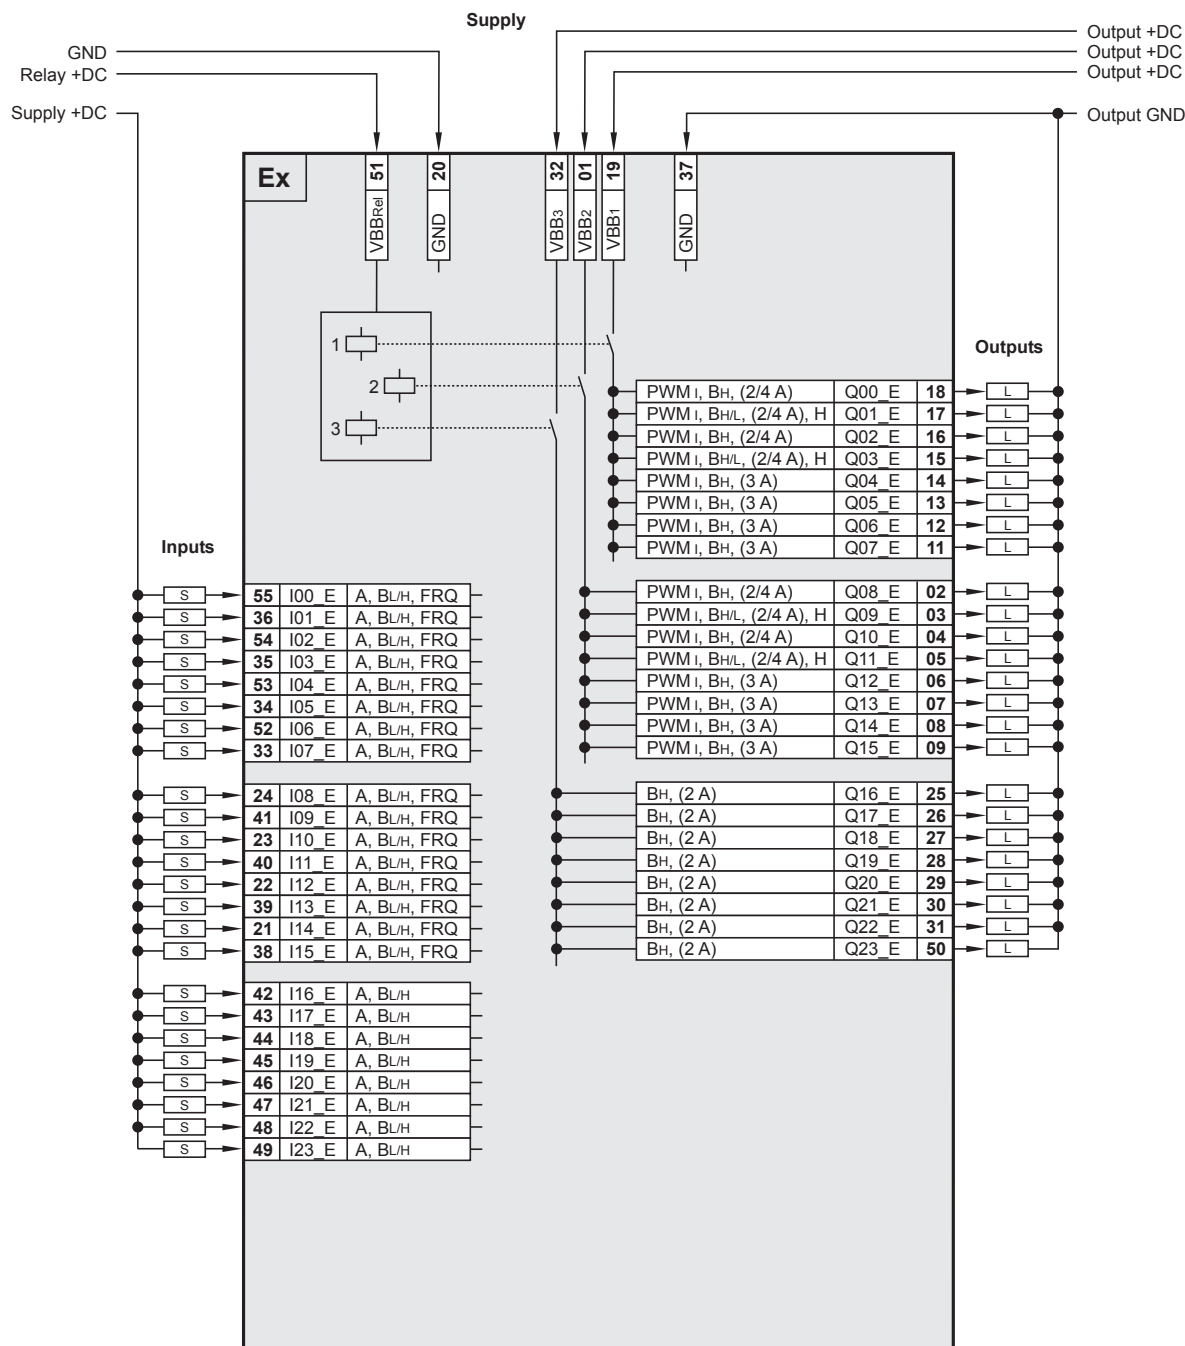 Supply
Output +DC
Output +DC
Output +DC
Output GND
GND
Relay +DC
Supply +DC
Ex
51 VBBRel
20 GND
32 VBB3
01 VBB2
19 VBB1
37 GND
1
2
3
Outputs
PWM I, BH, (2/4 A) Q00_E 18 L
PWM I, BH/L, (2/4 A), H Q01_E 17 L
PWM I, BH, (2/4 A) Q02_E 16 L
PWM I, BH/L, (2/4 A), H Q03_E 15 L
PWM I, BH, (3 A) Q04_E 14 L
PWM I, BH, (3 A) Q05_E 13 L
PWM I, BH, (3 A) Q06_E 12 L
PWM I, BH, (3 A) Q07_E 11 L
PWM I, BH, (2/4 A) Q08_E 02 L
PWM I, BH/L, (2/4 A), H Q09_E 03 L
PWM I, BH, (2/4 A) Q10_E 04 L
PWM I, BH/L, (2/4 A), H Q11_E 05 L
PWM I, BH, (3 A) Q12_E 06 L
PWM I, BH, (3 A) Q13_E 07 L
PWM I, BH, (3 A) Q14_E 08 L
PWM I, BH, (3 A) Q15_E 09 L
BH, (2 A) Q16_E 25 L
BH, (2 A) Q17_E 26 L
BH, (2 A) Q18_E 27 L
BH, (2 A) Q19_E 28 L
BH, (2 A) Q20_E 29 L
BH, (2 A) Q21_E 30 L
BH, (2 A) Q22_E 31 L
BH, (2 A) Q23_E 50 L
Inputs
S 55 I00_E A, BL/H, FRQ
S 36 I01_E A, BL/H, FRQ
S 54 I02_E A, BL/H, FRQ
S 35 I03_E A, BL/H, FRQ
S 53 I04_E A, BL/H, FRQ
S 34 I05_E A, BL/H, FRQ
S 52 I06_E A, BL/H, FRQ
S 33 I07_E A, BL/H, FRQ
S 24 I08_E A, BL/H, FRQ
S 41 I09_E A, BL/H, FRQ
S 23 I10_E A, BL/H, FRQ
S 40 I11_E A, BL/H, FRQ
S 22 I12_E A, BL/H, FRQ
S 39 I13_E A, BL/H, FRQ
S 21 I14_E A, BL/H, FRQ
S 38 I15_E A, BL/H, FRQ
S 42 I16_E A, BL/H
S 43 I17_E A, BL/H
S 44 I18_E A, BL/H
S 45 I19_E A, BL/H
S 46 I20_E A, BL/H
S 47 I21_E A, BL/H
S 48 I22_E A, BL/H
S 49 I23_E A, BL/H